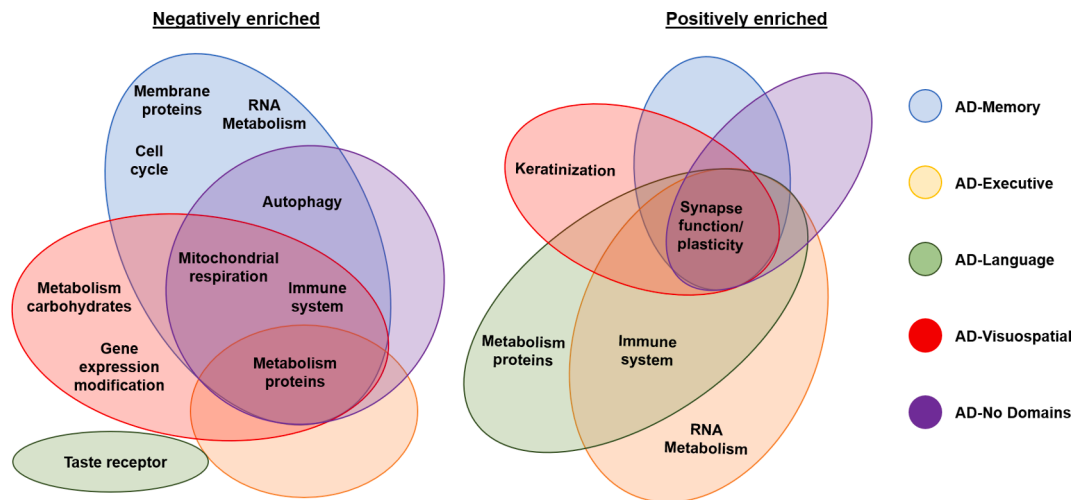 Negatively enriched
Membrane
proteins
RNA
Metabolism
Cell
cycle
Autophagy
Mitochondrial
respiration
Immune
system
Metabolism
carbohydrates
Gene
expression
modification
Metabolism
proteins
Taste receptor
Positively enriched
Keratinization
Synapse
function/
plasticity
Metabolism
proteins
Immune
system
RNA
Metabolism
AD-Memory
AD-Executive
AD-Language
AD-Visuospatial
AD-No Domains